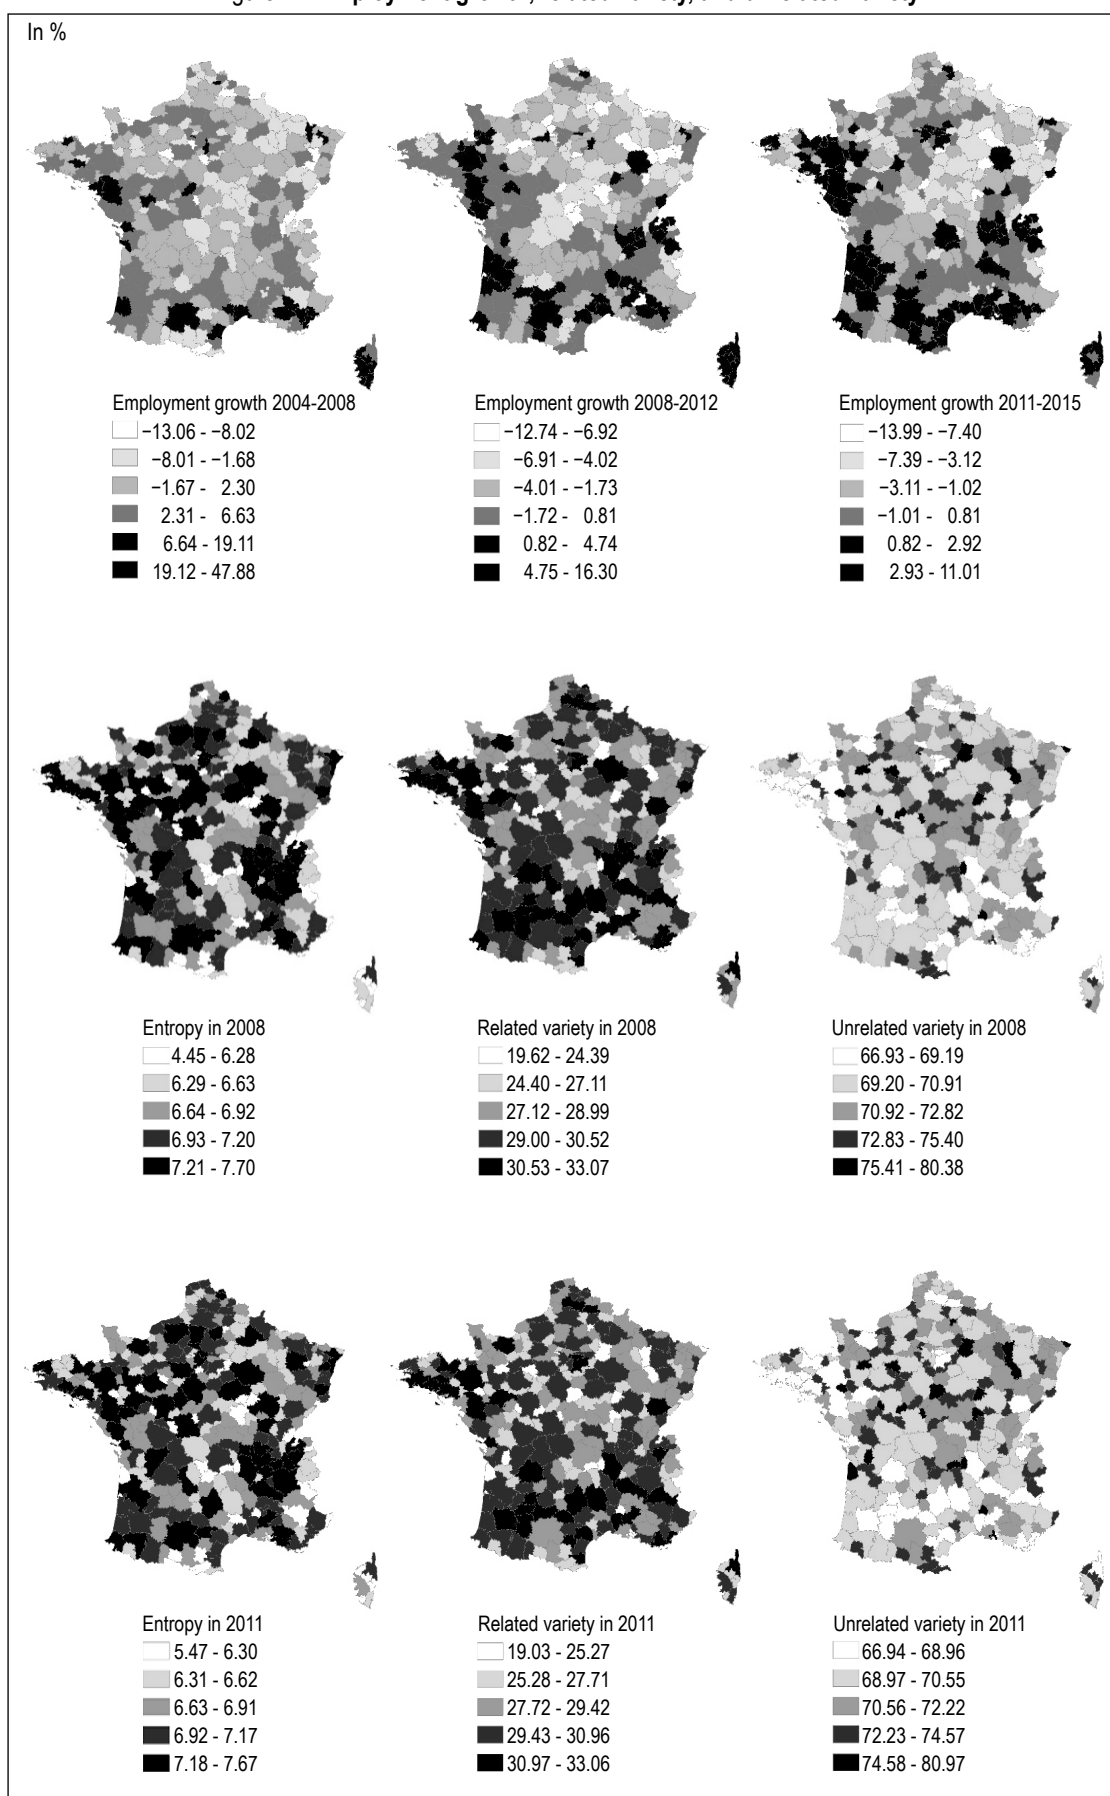 In %
Employment growth 2004-2008
−13.06 - −8.02
−8.01 - −1.68
−1.67 - 2.30
2.31 - 6.63
6.64 - 19.11
19.12 - 47.88
Employment growth 2008-2012
−12.74 - −6.92
−6.91 - −4.02
−4.01 - −1.73
−1.72 - 0.81
0.82 - 4.74
4.75 - 16.30
Employment growth 2011-2015
−13.99 - −7.40
−7.39 - −3.12
−3.11 - −1.02
−1.01 - 0.81
0.82 - 2.92
2.93 - 11.01
Entropy in 2008
4.45 - 6.28
6.29 - 6.63
6.64 - 6.92
6.93 - 7.20
7.21 - 7.70
Related variety in 2008
19.62 - 24.39
24.40 - 27.11
27.12 - 28.99
29.00 - 30.52
30.53 - 33.07
Unrelated variety in 2008
66.93 - 69.19
69.20 - 70.91
70.92 - 72.82
72.83 - 75.40
75.41 - 80.38
Entropy in 2011
5.47 - 6.30
6.31 - 6.62
6.63 - 6.91
6.92 - 7.17
7.18 - 7.67
Related variety in 2011
19.03 - 25.27
25.28 - 27.71
27.72 - 29.42
29.43 - 30.96
30.97 - 33.06
Unrelated variety in 2011
66.94 - 68.96
68.97 - 70.55
70.56 - 72.22
72.23 - 74.57
74.58 - 80.97